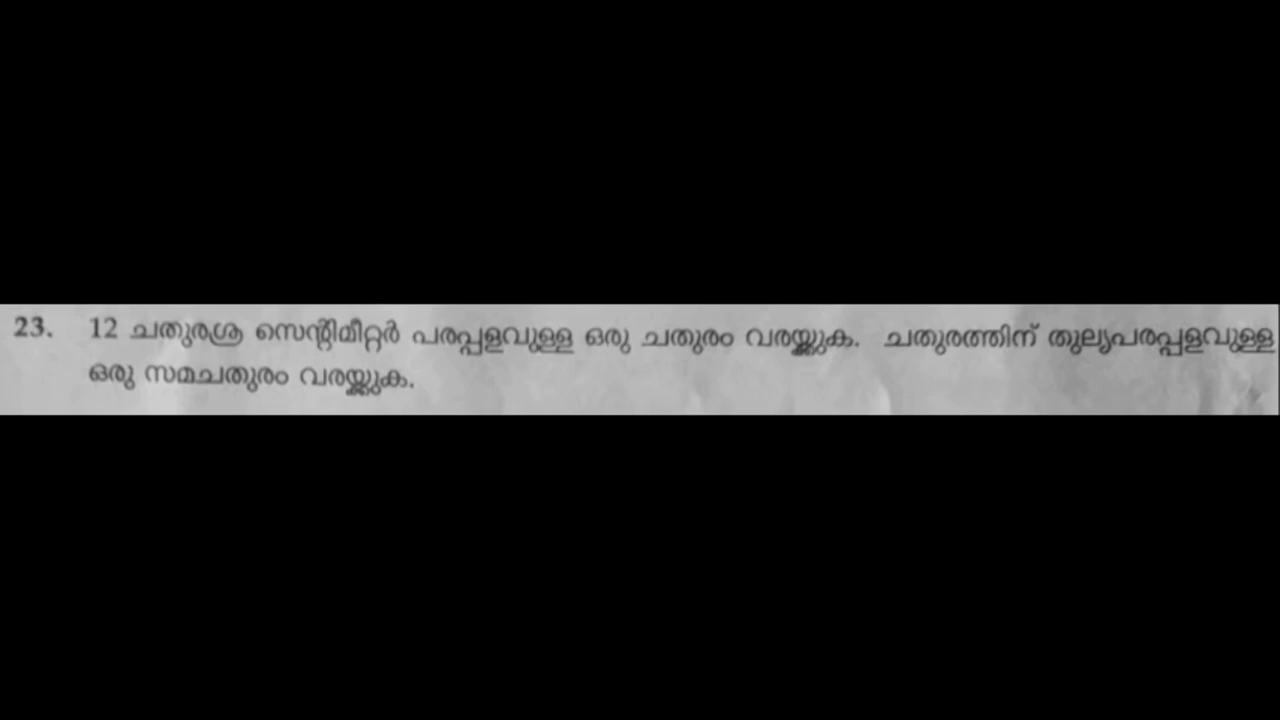 23. 12 ചതുരശ്ര സെന്റിമീറ്റർ പരപ്പളവുള്ള ഒരു ചതുരം വരയ്ക്കുക. ചതുരത്തിന് തുല്യപരപ്പളവുള്ള
ഒരു സമചതുരം വരയ്ക്കുക.